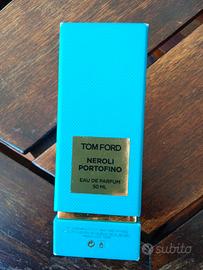 TOM FORD
NEROLI
PORTOFINO
EAU DE PARFUM
50 ML
subito